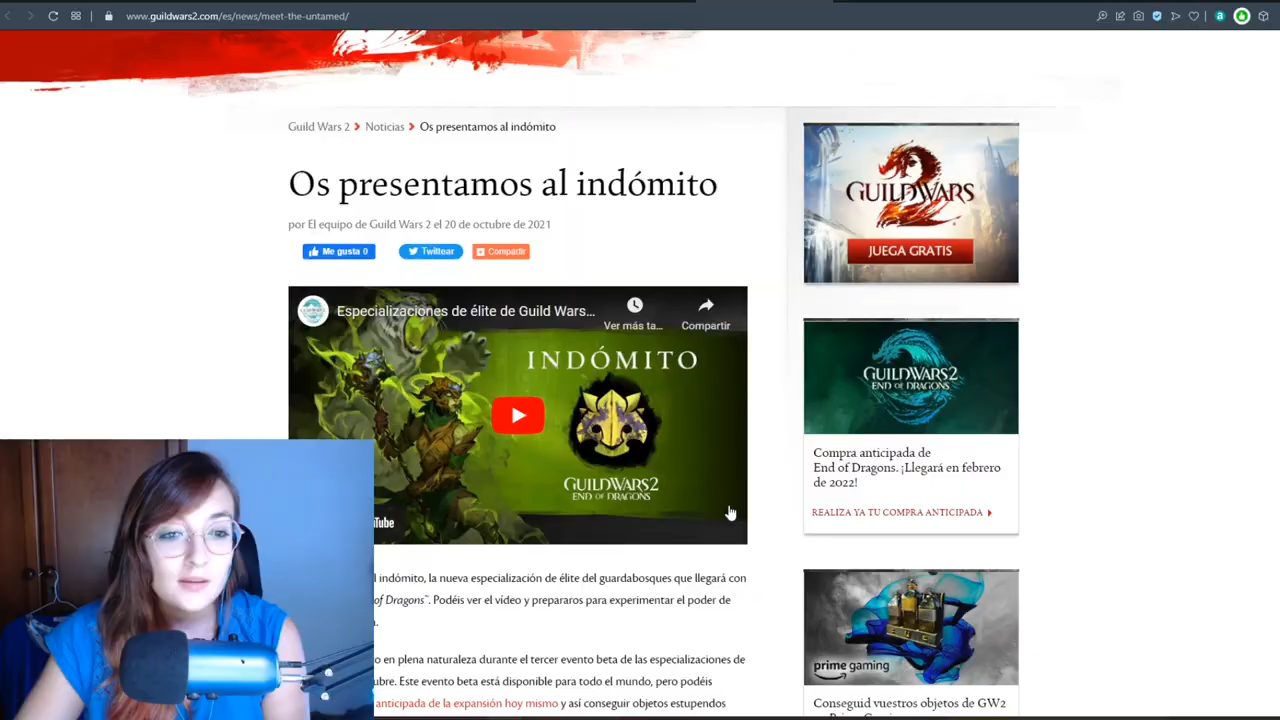 www.guildwars2.com/es/news/meet-the-untamed/
Guild Wars 2 > Noticias > Os presentamos al indómito
Os presentamos al indómito
por El equipo de Guild Wars 2 el 20 de octubre de 2021
Me gusta 0
Twittear
Compartir
Especializaciones de élite de Guild Wars...
Ver más ta...
Compartir
INDÓMITO
GUILDWARS2
END OF DRAGONS
indómito, la nueva especialización de élite del guardabosques que llegará con
of Dragons™. Podéis ver el vídeo y prepararos para experimentar el poder de
en plena naturaleza durante el tercer evento beta de las especializaciones de
Este evento beta está disponible para todo el mundo, pero podéis
anticipada de la expansión hoy mismo y así conseguir objetos estupendos
GUILDWARS 2
JUEGA GRATIS
GUILDWARS2
END OF DRAGONS
Compra anticipada de
End of Dragons. ¡Llegará en febrero
de 2022!
REALIZA YA TU COMPRA ANTICIPADA
prime gaming
Conseguid vuestros objetos de GW2